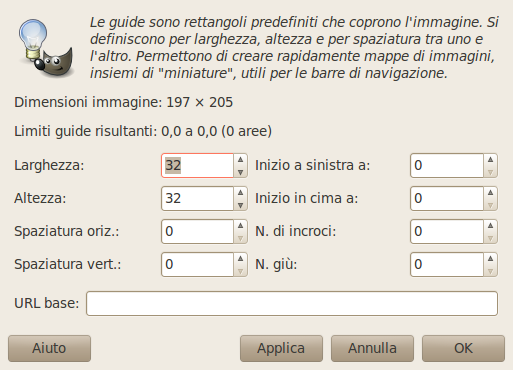 Le guide sono rettangoli predefiniti che coprono l'immagine. Si
definiscono per larghezza, altezza e per spaziatura tra uno e
l'altro. Permettono di creare rapidamente mappe di immagini,
insiemi di "miniature", utili per le barre di navigazione.
Dimensioni immagine: 197 × 205
Limiti guide risultanti: 0,0 a 0,0 (0 aree)
Larghezza: 32 Inizio a sinistra a: 0
Altezza: 32 Inizio in cima a: 0
Spaziatura oriz.: 0 N. di incroci: 0
Spaziatura vert.: 0 N. giù: 0
URL base:
Aiuto Applica Annulla OK